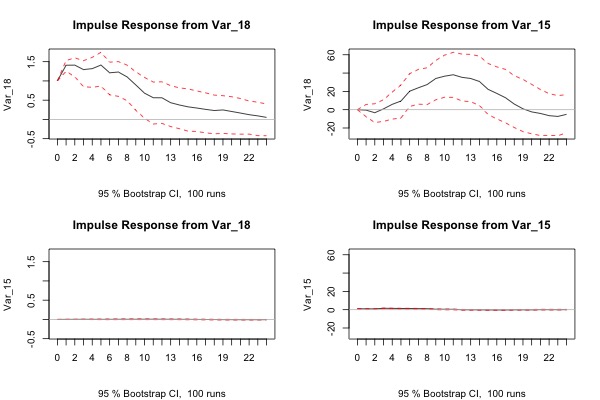 Impulse Response from Var_18
Var_18
1.5
0.5
-0.5
0 2 4 6 8 10 13 16 19 22
95 % Bootstrap CI, 100 runs
Impulse Response from Var_15
Var_18
60
20
0
-20
0 2 4 6 8 10 13 16 19 22
95 % Bootstrap CI, 100 runs
Impulse Response from Var_18
Var_15
1.5
0.5
-0.5
0 2 4 6 8 10 13 16 19 22
95 % Bootstrap CI, 100 runs
Impulse Response from Var_15
Var_15
60
20
0
-20
0 2 4 6 8 10 13 16 19 22
95 % Bootstrap CI, 100 runs